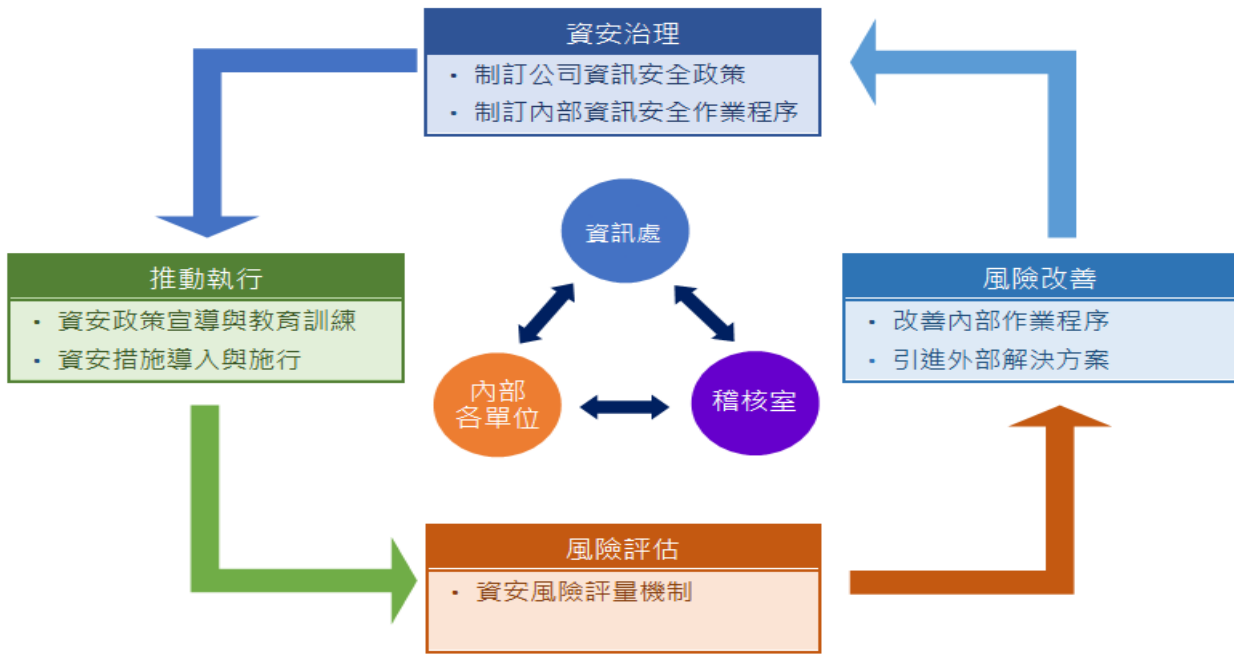 資安治理
· 制訂公司資訊安全政策
· 制訂內部資訊安全作業程序
資訊處
推動執行
· 資安政策宣導與教育訓練
· 資安措施導入與施行
風險改善
· 改善內部作業程序
· 引進外部解決方案
內部
各單位
稽核室
風險評估
· 資安風險評量機制